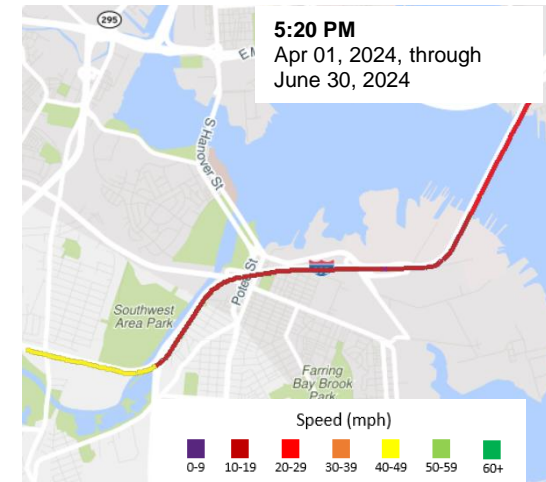 5:20 PM
Apr 01, 2024, through
June 30, 2024
295
S Hanover St
Potee St
Southwest
Area Park
Farring
Bay Brook
Park
Speed (mph)
0-9 10-19 20-29 30-39 40-49 50-59 60+